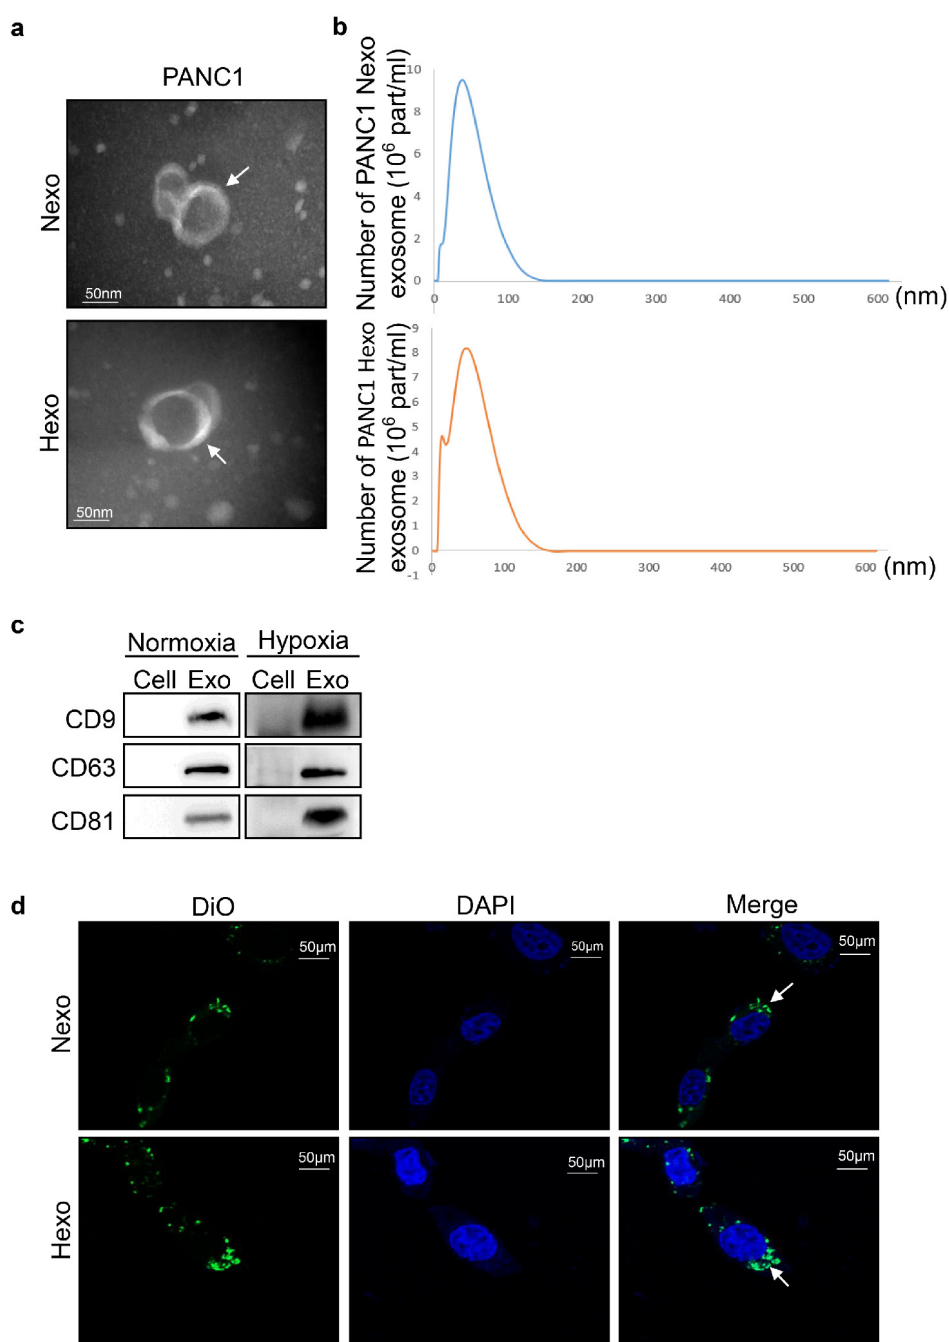 a
PANC1
Nexo
50nm
Hexo
50nm
b
Number of PANC1 Nexo
exosome (10⁶ part/ml)
10
8
6
4
2
0
0 100 200 300 400 500 600 (nm)
Number of PANC1 Hexo
exosome (10⁶ part/ml)
9
8
7
6
5
4
3
2
1
0
-1
0 100 200 300 400 500 600 (nm)
c
Normoxia Hypoxia
Cell Exo Cell Exo
CD9
CD63
CD81
d
DiO DAPI Merge
Nexo
50µm 50µm 50µm
Hexo
50µm 50µm 50µm